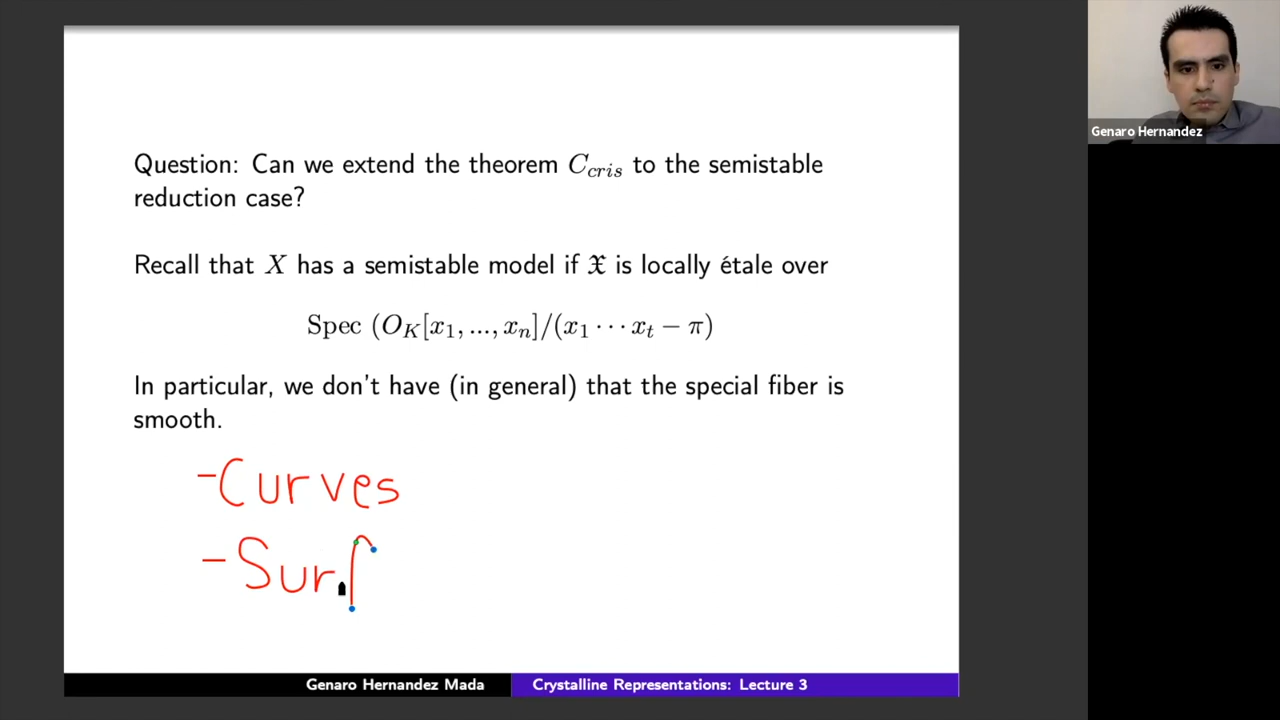 Question: Can we extend the theorem C_cris to the semistable
reduction case?
Recall that X has a semistable model if 𝔛 is locally étale over
Spec (O_K[x_1, ..., x_n]/(x_1 ⋯ x_t − π)
In particular, we don't have (in general) that the special fiber is
smooth.
-Curves
-Surf
Genaro Hernandez Mada Crystalline Representations: Lecture 3
Genaro Hernandez